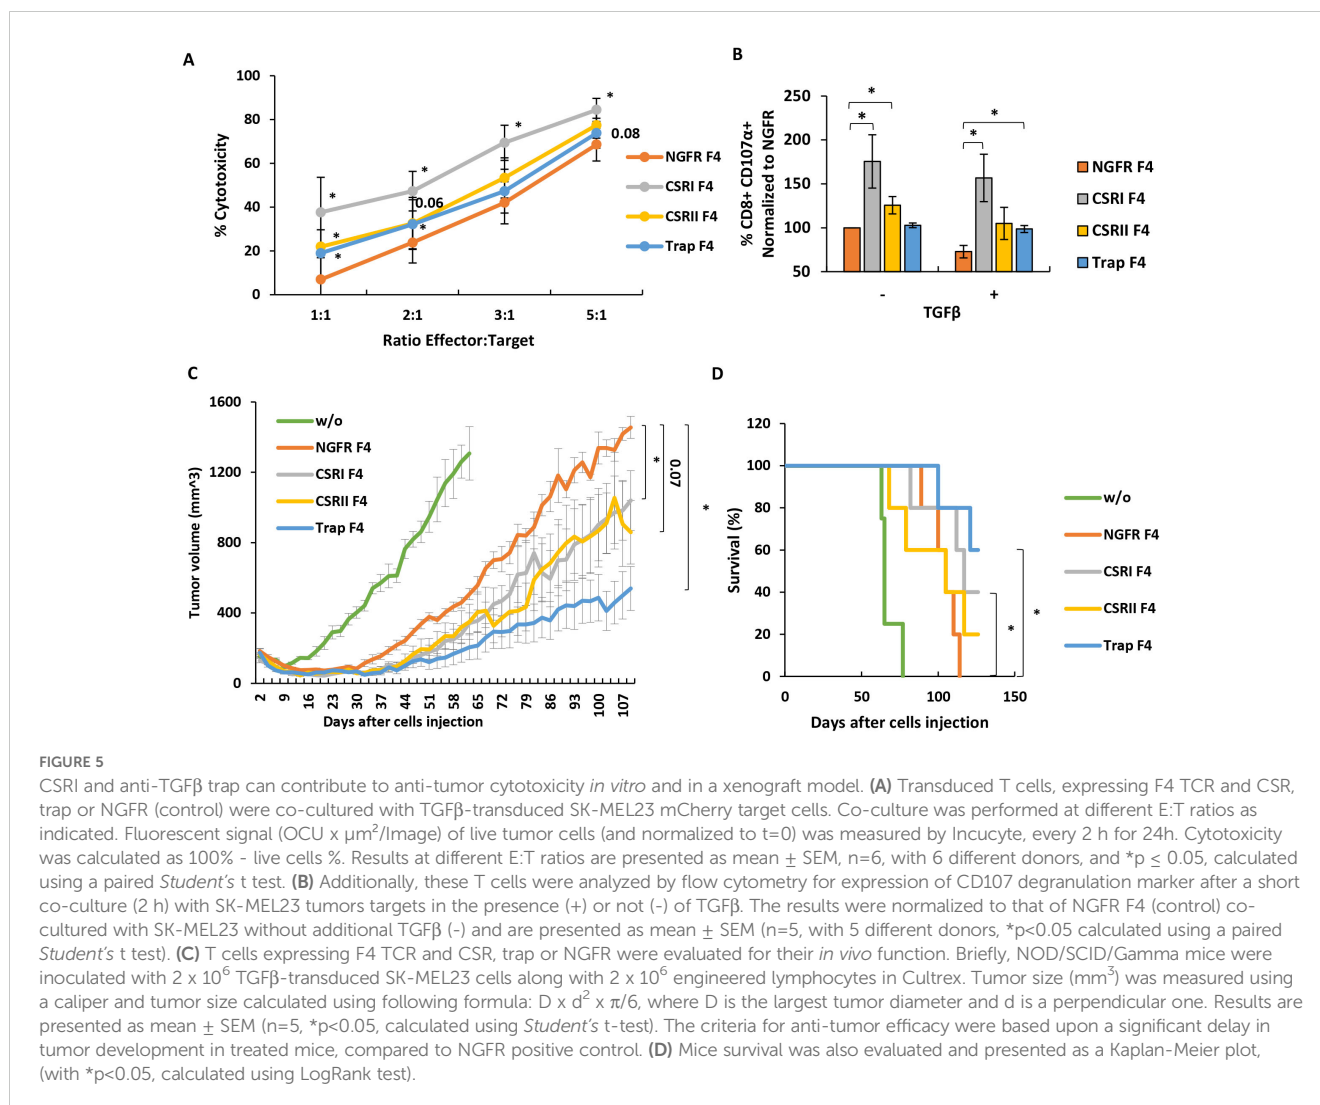 A
100
80
60
40
20
0
% Cytotoxicity
*
*
*
*
*
*
*
0.06
0.08
1:1
2:1
3:1
5:1
Ratio Effector:Target
NGFR F4
CSRI F4
CSRII F4
Trap F4
B
250
200
150
100
50
% CD8+ CD107α+
Normalized to NGFR
*
*
*
*
-
+
TGFβ
NGFR F4
CSRI F4
CSRII F4
Trap F4
C
1600
1200
800
400
0
Tumor volume (mm^3)
w/o
NGFR F4
CSRI F4
CSRII F4
Trap F4
*
0.07
*
2
9
16
23
30
37
44
51
58
65
72
79
86
93
100
107
Days after cells injection
D
120
100
80
60
40
20
0
Survival (%)
*
*
0
50
100
150
Days after cells injection
w/o
NGFR F4
CSRI F4
CSRII F4
Trap F4
FIGURE 5
CSRI and anti-TGFβ trap can contribute to anti-tumor cytotoxicity in vitro and in a xenograft model. (A) Transduced T cells, expressing F4 TCR and CSR,
trap or NGFR (control) were co-cultured with TGFβ-transduced SK-MEL23 mCherry target cells. Co-culture was performed at different E:T ratios as
indicated. Fluorescent signal (OCU x µm²/Image) of live tumor cells (and normalized to t=0) was measured by Incucyte, every 2 h for 24h. Cytotoxicity
was calculated as 100% - live cells %. Results at different E:T ratios are presented as mean ± SEM, n=6, with 6 different donors, and *p ≤ 0.05, calculated
using a paired Student's t test. (B) Additionally, these T cells were analyzed by flow cytometry for expression of CD107 degranulation marker after a short
co-culture (2 h) with SK-MEL23 tumors targets in the presence (+) or not (-) of TGFβ. The results were normalized to that of NGFR F4 (control) co-
cultured with SK-MEL23 without additional TGFβ (-) and are presented as mean ± SEM (n=5, with 5 different donors, *p<0.05 calculated using a paired
Student's t test). (C) T cells expressing F4 TCR and CSR, trap or NGFR were evaluated for their in vivo function. Briefly, NOD/SCID/Gamma mice were
inoculated with 2 x 10⁶ TGFβ-transduced SK-MEL23 cells along with 2 x 10⁶ engineered lymphocytes in Cultrex. Tumor size (mm³) was measured using
a caliper and tumor size calculated using following formula: D x d² x π/6, where D is the largest tumor diameter and d is a perpendicular one. Results are
presented as mean ± SEM (n=5, *p<0.05, calculated using Student's t-test). The criteria for anti-tumor efficacy were based upon a significant delay in
tumor development in treated mice, compared to NGFR positive control. (D) Mice survival was also evaluated and presented as a Kaplan-Meier plot,
(with *p<0.05, calculated using LogRank test).